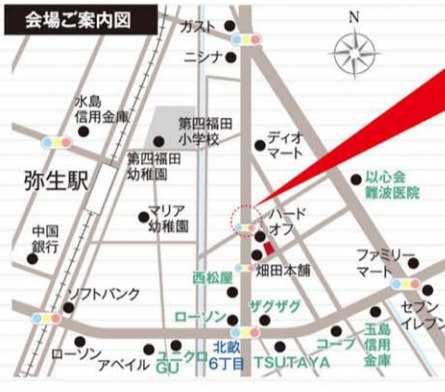 会場ご案内図
N
ガスト
ニシナ
水島
信用金庫
第四福田
小学校
第四福田
幼稚園
ディオ
マート
弥生駅
以心会
難波医院
マリア
幼稚園
ハード
オフ
中国
銀行
畑田本舗
ファミリー
マート
西松屋
ソフトバンク
ザグザグ
セブン
イレブン
ローソン
ローソン
アベイル
ユニクロ
GU
北畝
6丁目
TSUTAYA
コープ
玉島
信用
金庫